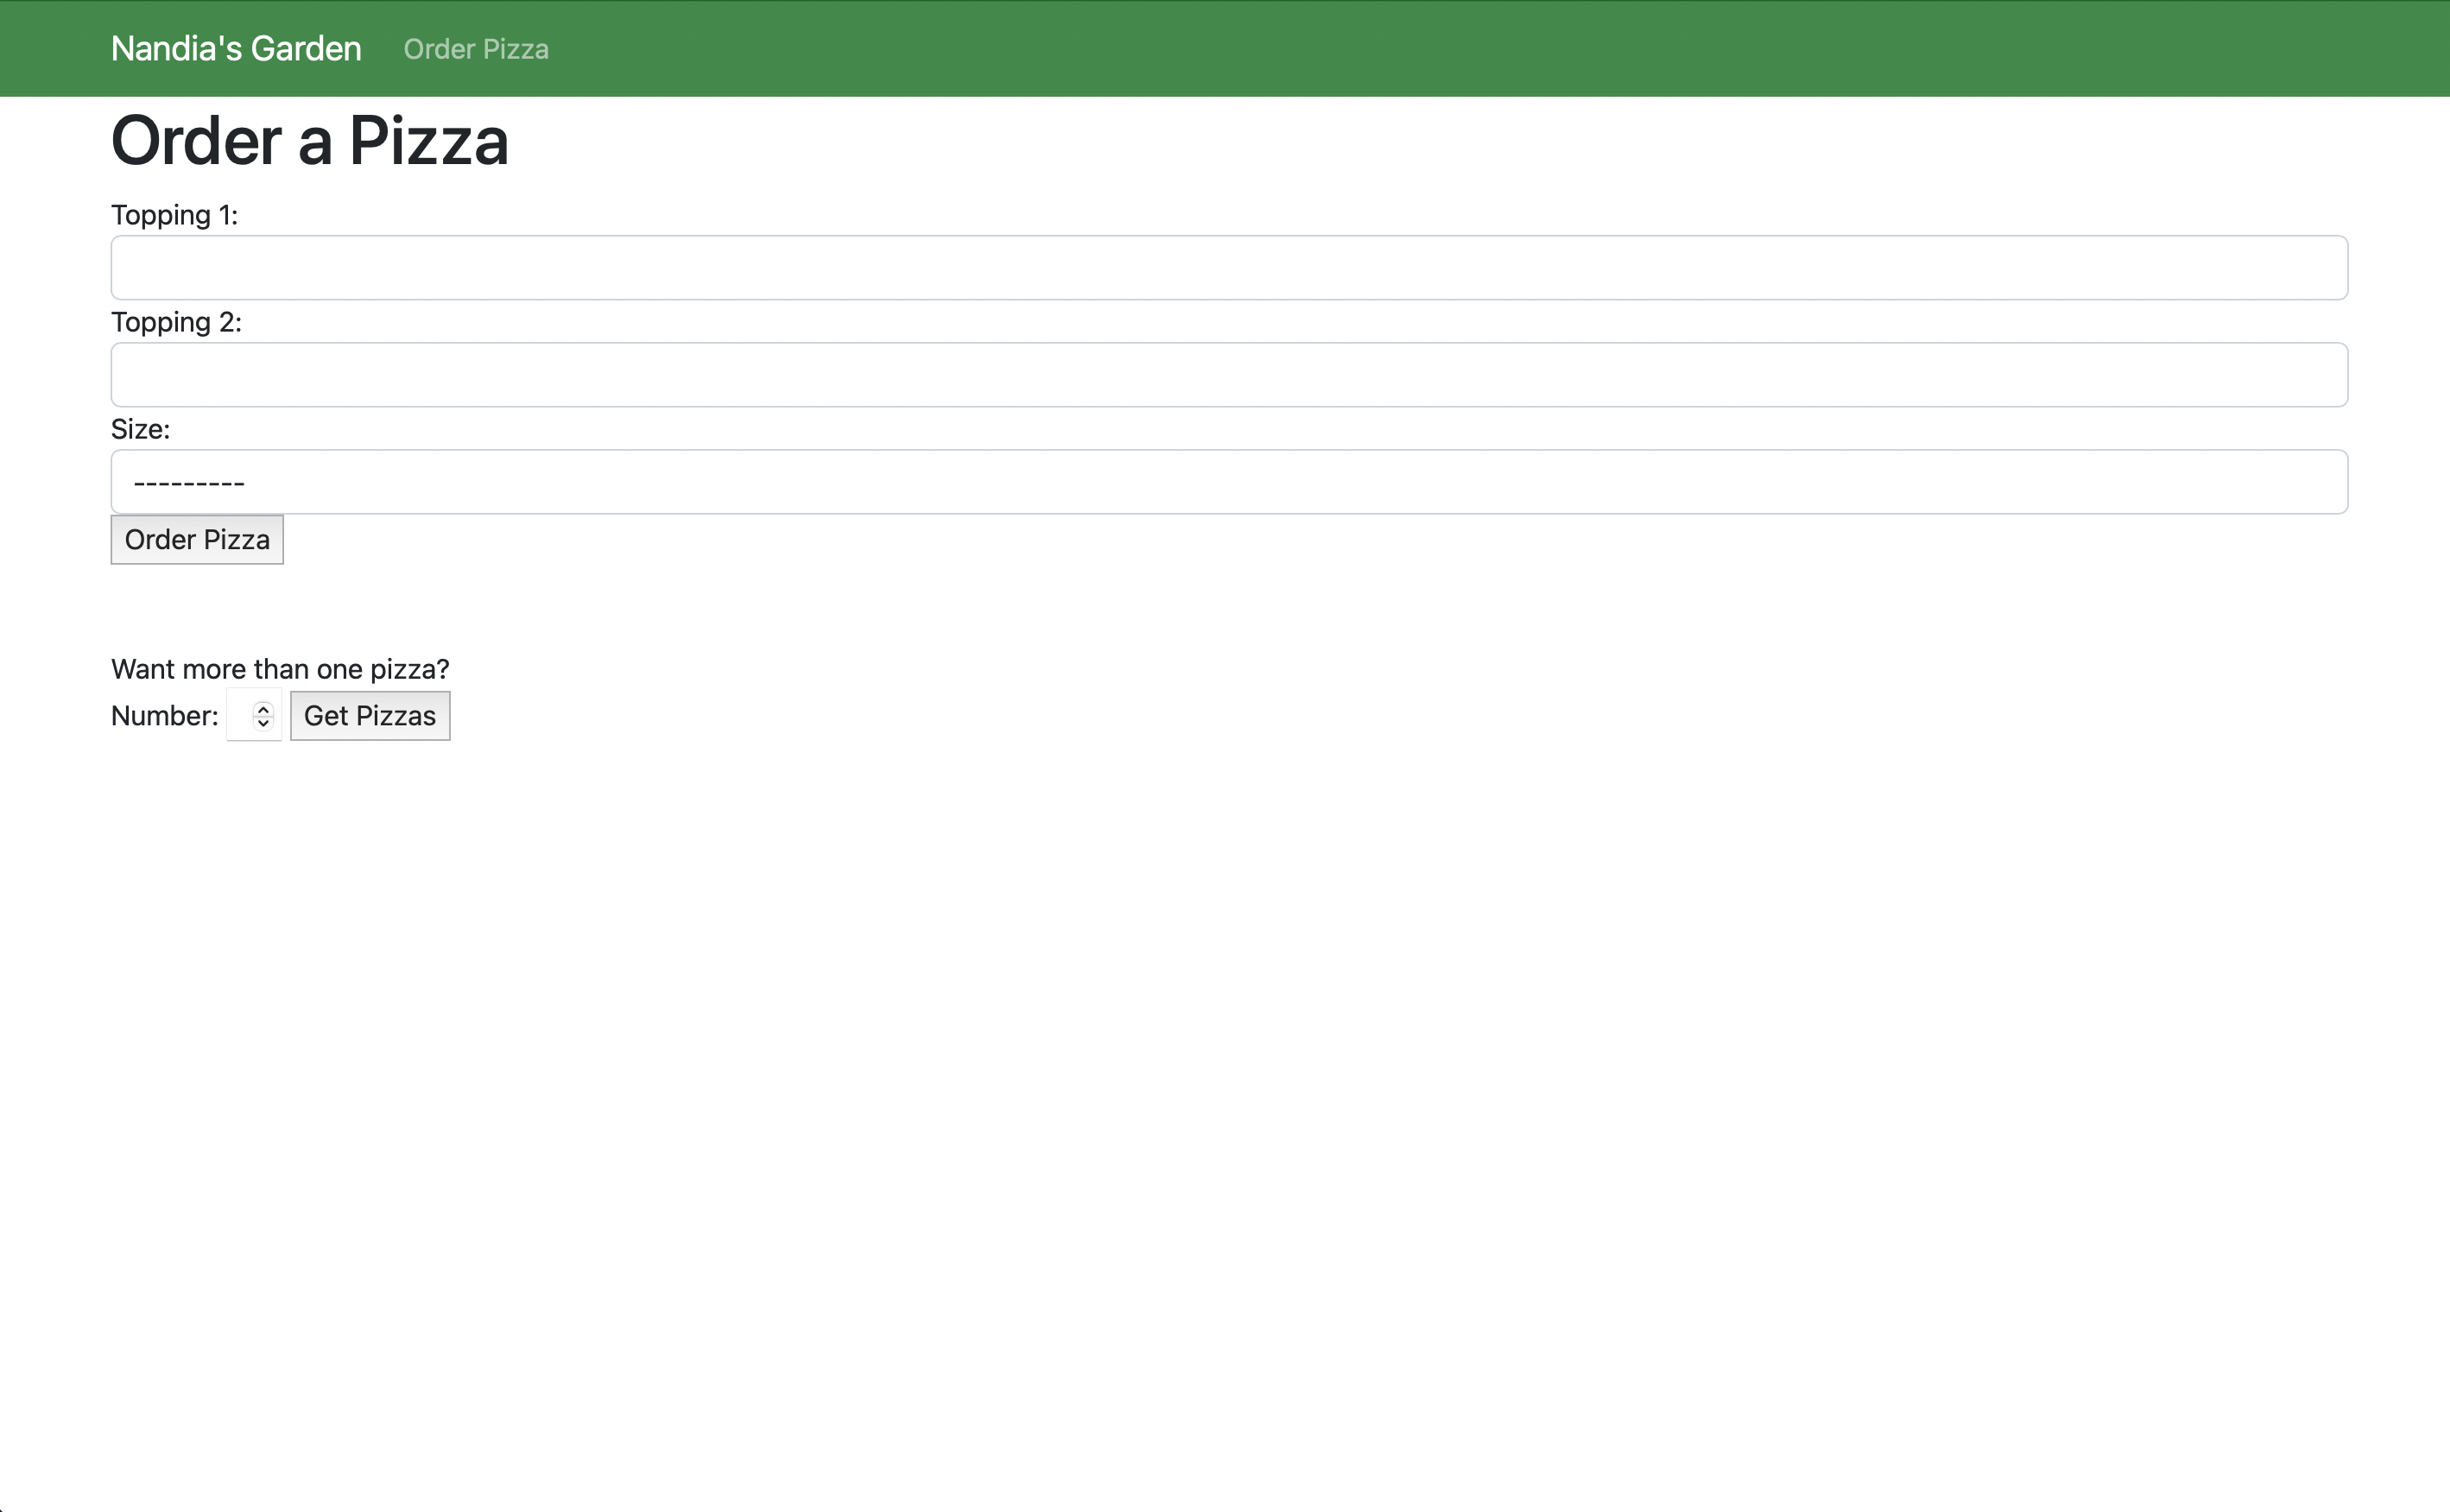 Nandia's Garden Order Pizza
Order a Pizza
Topping 1:
Topping 2:
Size:
---------
Order Pizza
Want more than one pizza?
Number: Get Pizzas